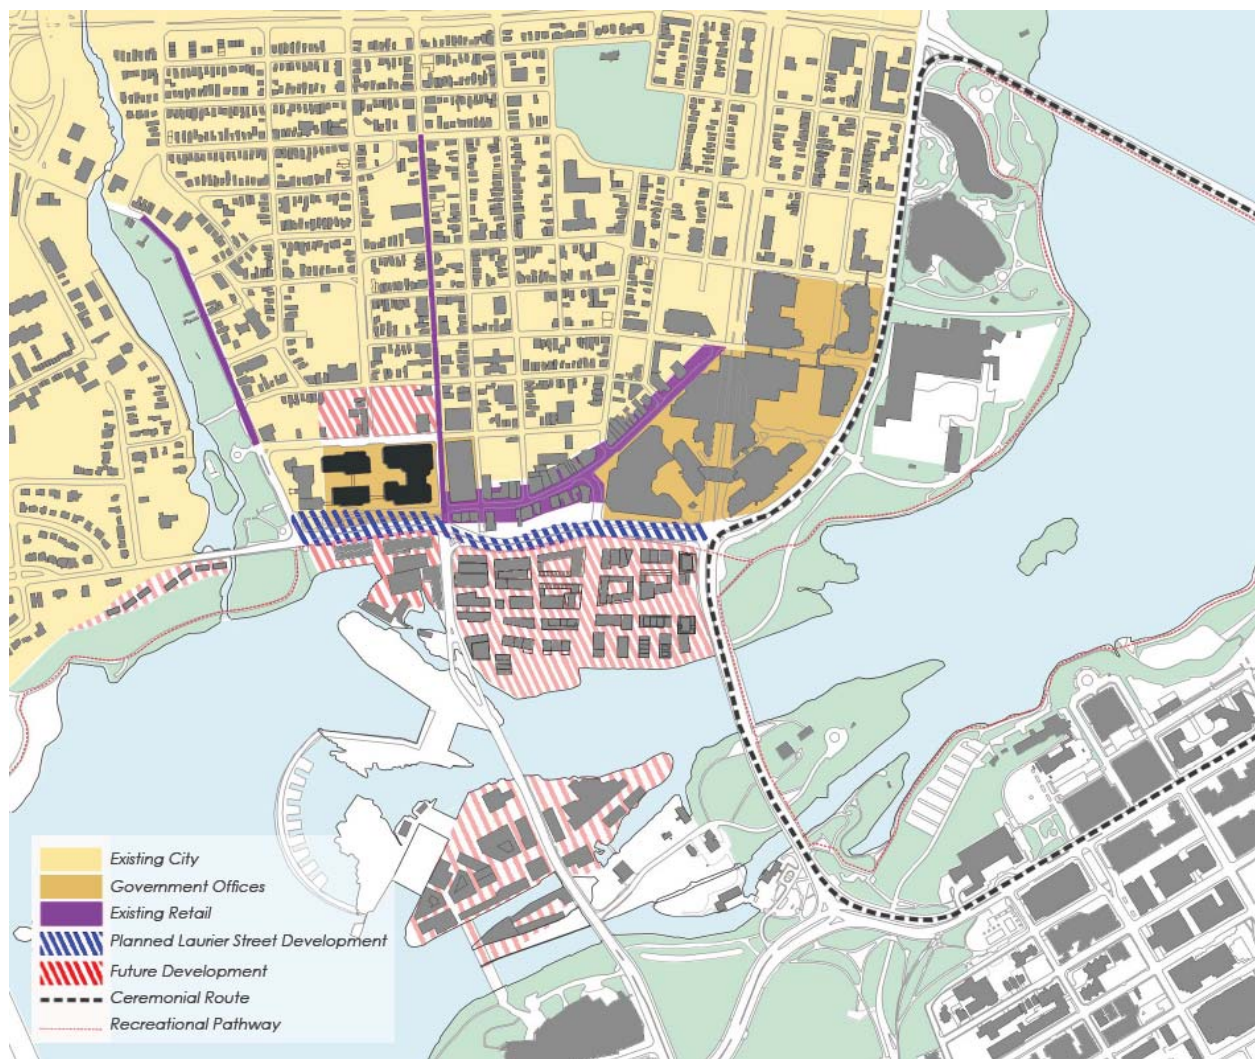 Existing City
Government Offices
Existing Retail
Planned Laurier Street Development
Future Development
Ceremonial Route
Recreational Pathway